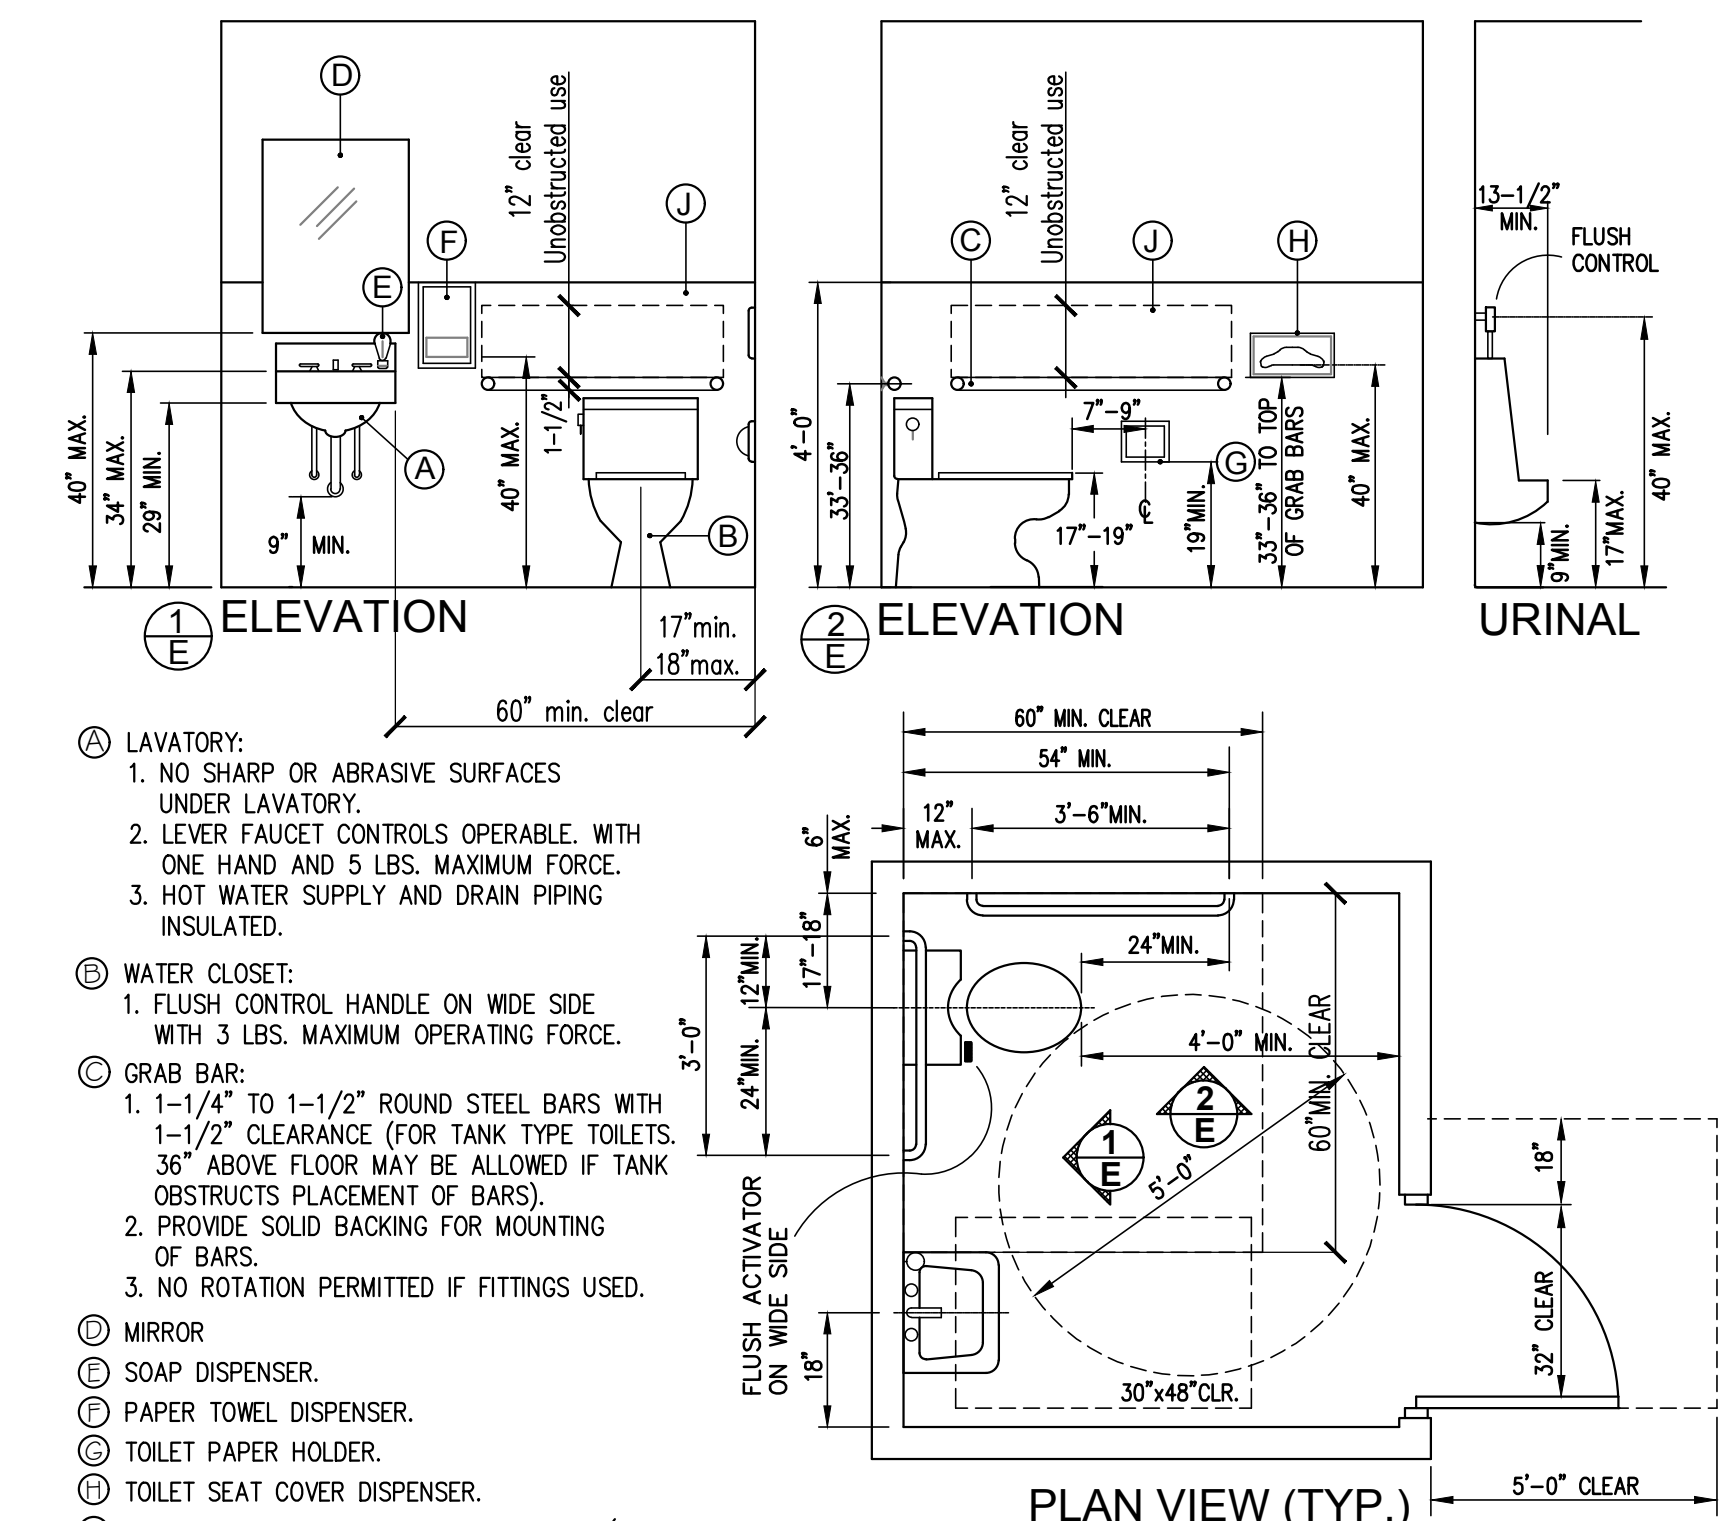 D
12" clear
Unobstructed use
J
F
E
40" MAX.
34" MAX.
29" MIN.
9" MIN.
A
40" MAX.
1-1/2"
B
1
E
ELEVATION
17"min.
18"max.
60" min. clear
12" clear
Unobstructed use
C
J
H
4'-0"
33'-36"
7"-9"
G
17"-19"
℄
19"MIN.
33"-36" TO TOP
OF GRAB BARS
40" MAX.
2
E
ELEVATION
13-1/2"
MIN.
FLUSH
CONTROL
40" MAX.
17"MAX.
9"MIN.
URINAL
A LAVATORY:
1. NO SHARP OR ABRASIVE SURFACES
UNDER LAVATORY.
2. LEVER FAUCET CONTROLS OPERABLE. WITH
ONE HAND AND 5 LBS. MAXIMUM FORCE.
3. HOT WATER SUPPLY AND DRAIN PIPING
INSULATED.
B WATER CLOSET:
1. FLUSH CONTROL HANDLE ON WIDE SIDE
WITH 3 LBS. MAXIMUM OPERATING FORCE.
C GRAB BAR:
1. 1-1/4" TO 1-1/2" ROUND STEEL BARS WITH
1-1/2" CLEARANCE (FOR TANK TYPE TOILETS.
36" ABOVE FLOOR MAY BE ALLOWED IF TANK
OBSTRUCTS PLACEMENT OF BARS).
2. PROVIDE SOLID BACKING FOR MOUNTING
OF BARS.
3. NO ROTATION PERMITTED IF FITTINGS USED.
D MIRROR
E SOAP DISPENSER.
F PAPER TOWEL DISPENSER.
G TOILET PAPER HOLDER.
H TOILET SEAT COVER DISPENSER.
60" MIN. CLEAR
54" MIN.
12"
MAX.
3'-6"MIN.
6"
MAX.
17"-18"
12"MIN.
3'-0"
24"MIN.
24"MIN.
4'-0" MIN.
60"MIN. CLEAR
2
E
1
E
5'-0"
FLUSH ACTIVATOR
ON WIDE SIDE
18"
30"x48"CLR.
18"
32" CLEAR
5'-0" CLEAR
PLAN VIEW (TYP.)